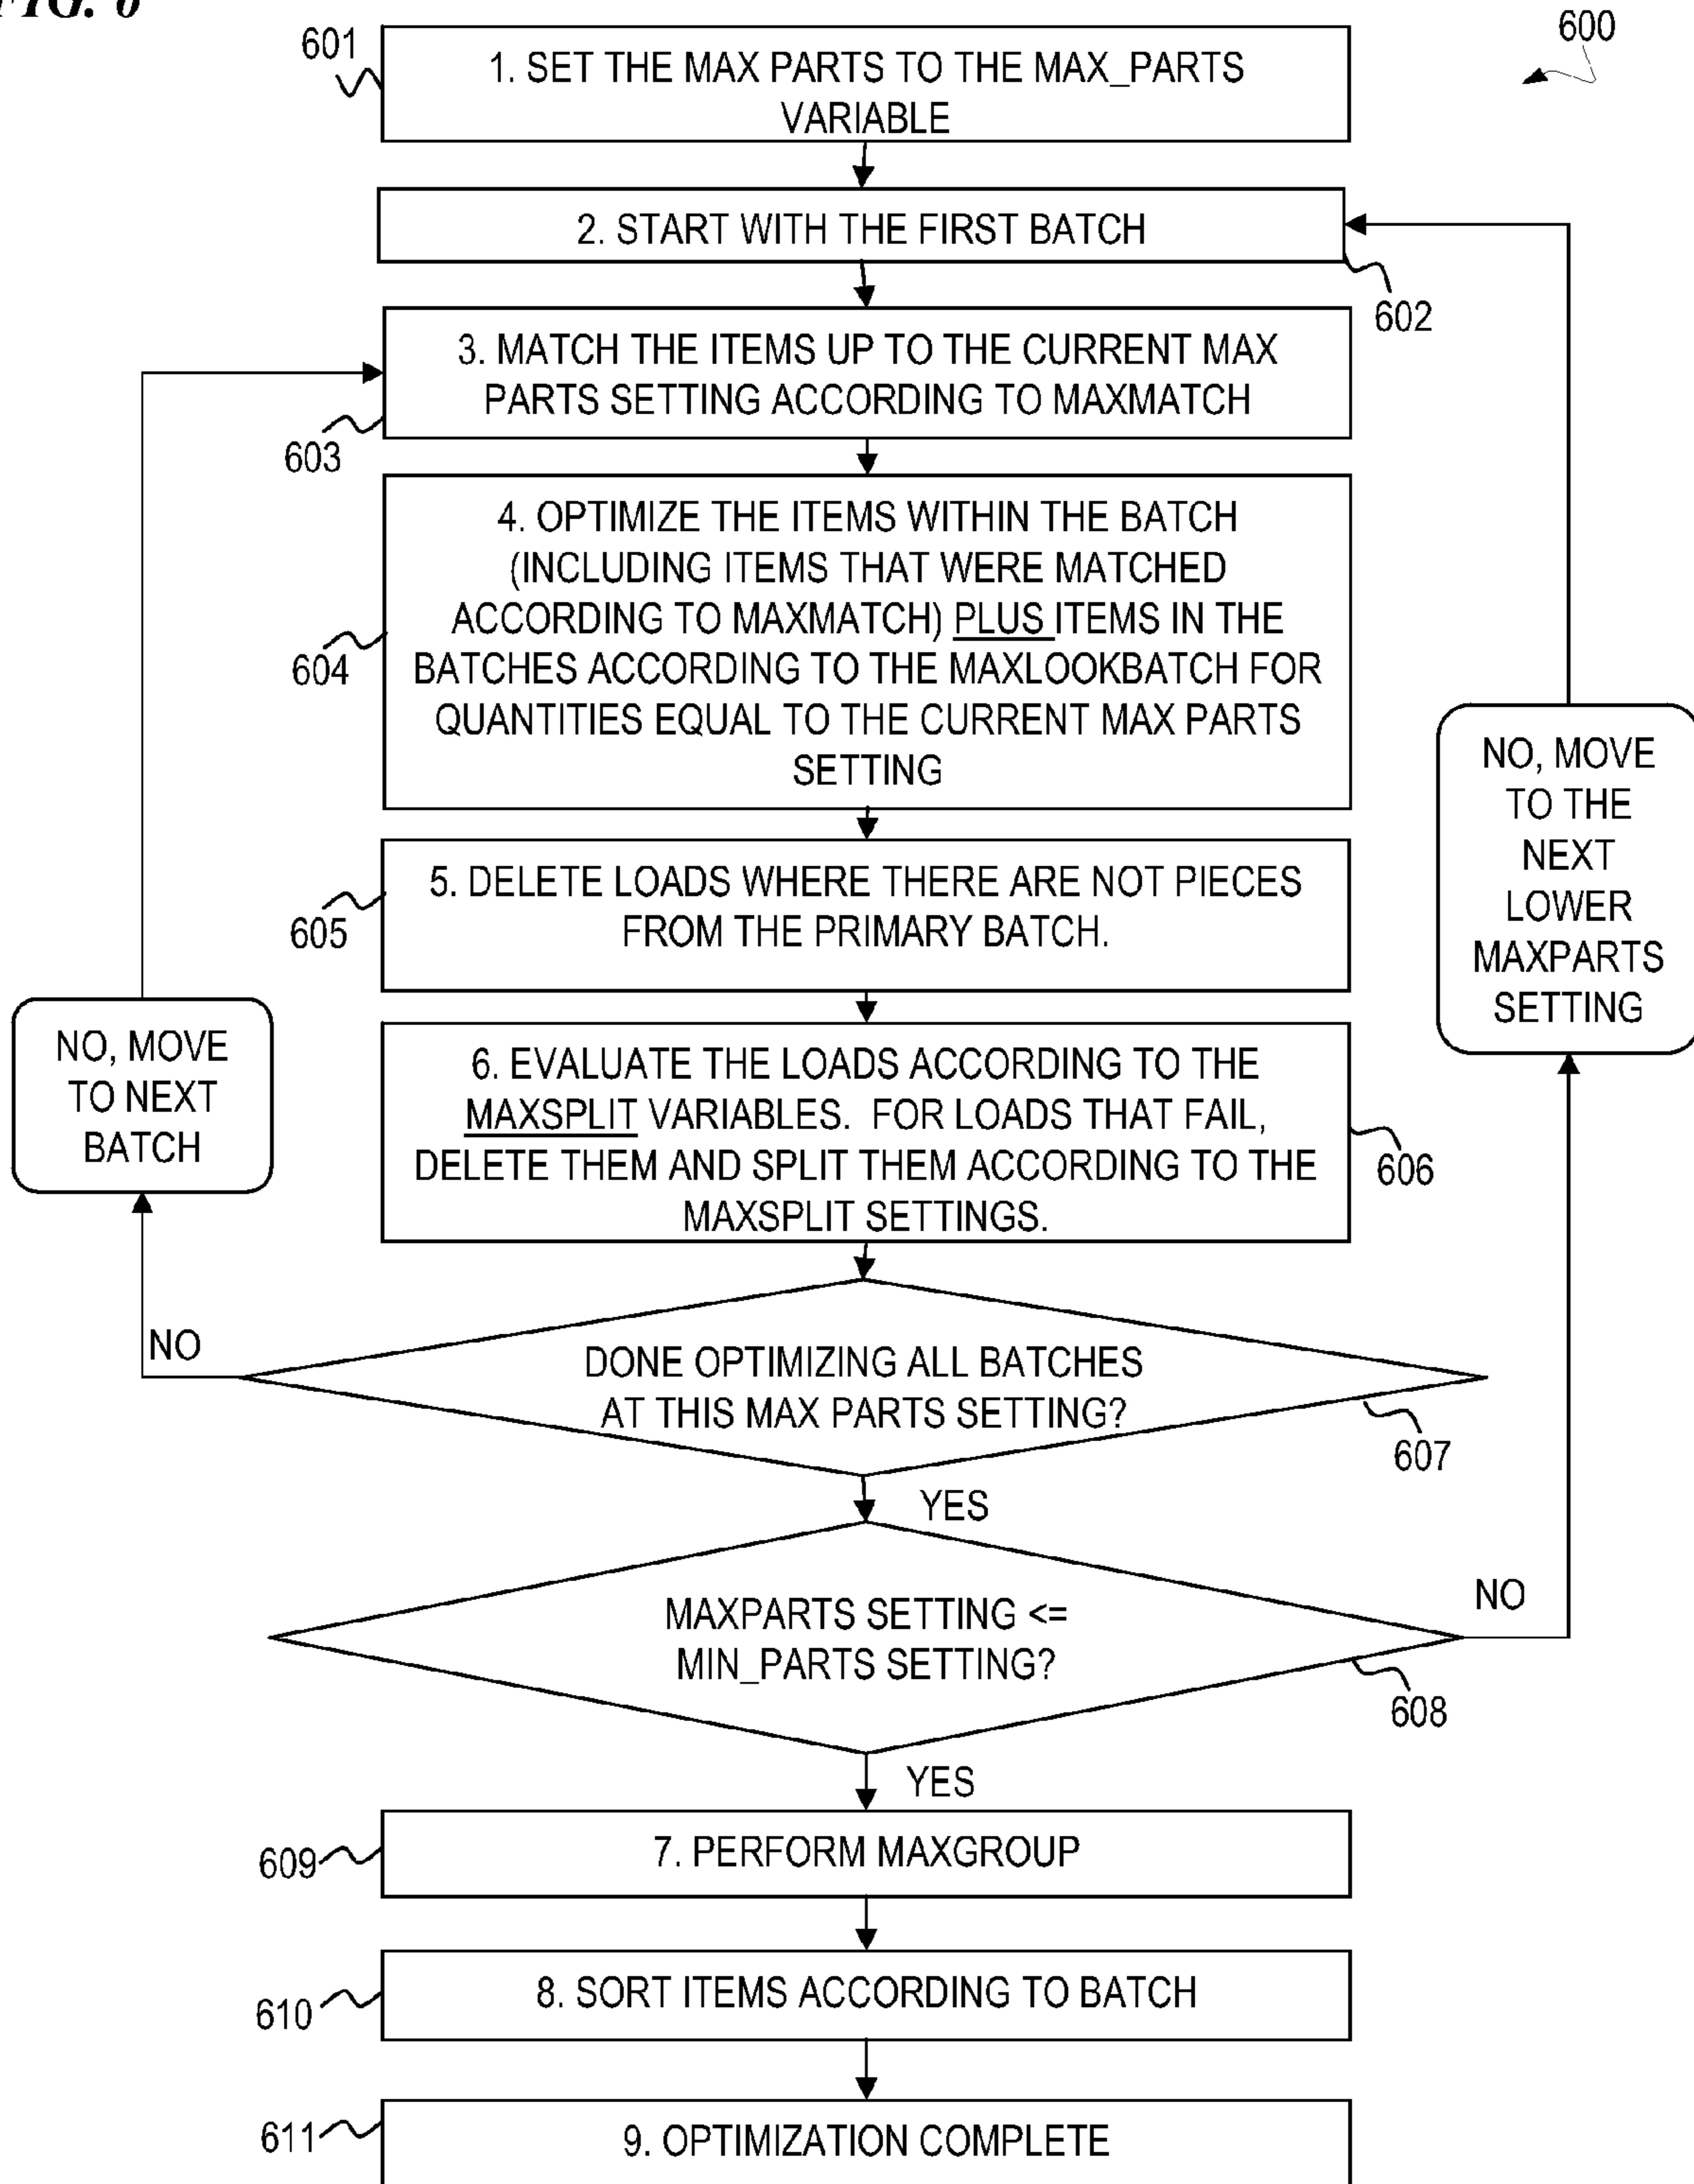 FIG. 6
600
601
1. SET THE MAX PARTS TO THE MAX_PARTS
VARIABLE
2. START WITH THE FIRST BATCH
602
3. MATCH THE ITEMS UP TO THE CURRENT MAX
PARTS SETTING ACCORDING TO MAXMATCH
603
4. OPTIMIZE THE ITEMS WITHIN THE BATCH
(INCLUDING ITEMS THAT WERE MATCHED
ACCORDING TO MAXMATCH) PLUS ITEMS IN THE
BATCHES ACCORDING TO THE MAXLOOKBATCH FOR
QUANTITIES EQUAL TO THE CURRENT MAX PARTS
SETTING
604
NO, MOVE
TO THE
NEXT
LOWER
MAXPARTS
SETTING
5. DELETE LOADS WHERE THERE ARE NOT PIECES
FROM THE PRIMARY BATCH.
605
NO, MOVE
TO NEXT
BATCH
6. EVALUATE THE LOADS ACCORDING TO THE
MAXSPLIT VARIABLES. FOR LOADS THAT FAIL,
DELETE THEM AND SPLIT THEM ACCORDING TO THE
MAXSPLIT SETTINGS.
606
NO
DONE OPTIMIZING ALL BATCHES
AT THIS MAX PARTS SETTING?
607
YES
MAXPARTS SETTING <=
MIN_PARTS SETTING?
NO
608
YES
7. PERFORM MAXGROUP
609
8. SORT ITEMS ACCORDING TO BATCH
610
9. OPTIMIZATION COMPLETE
611